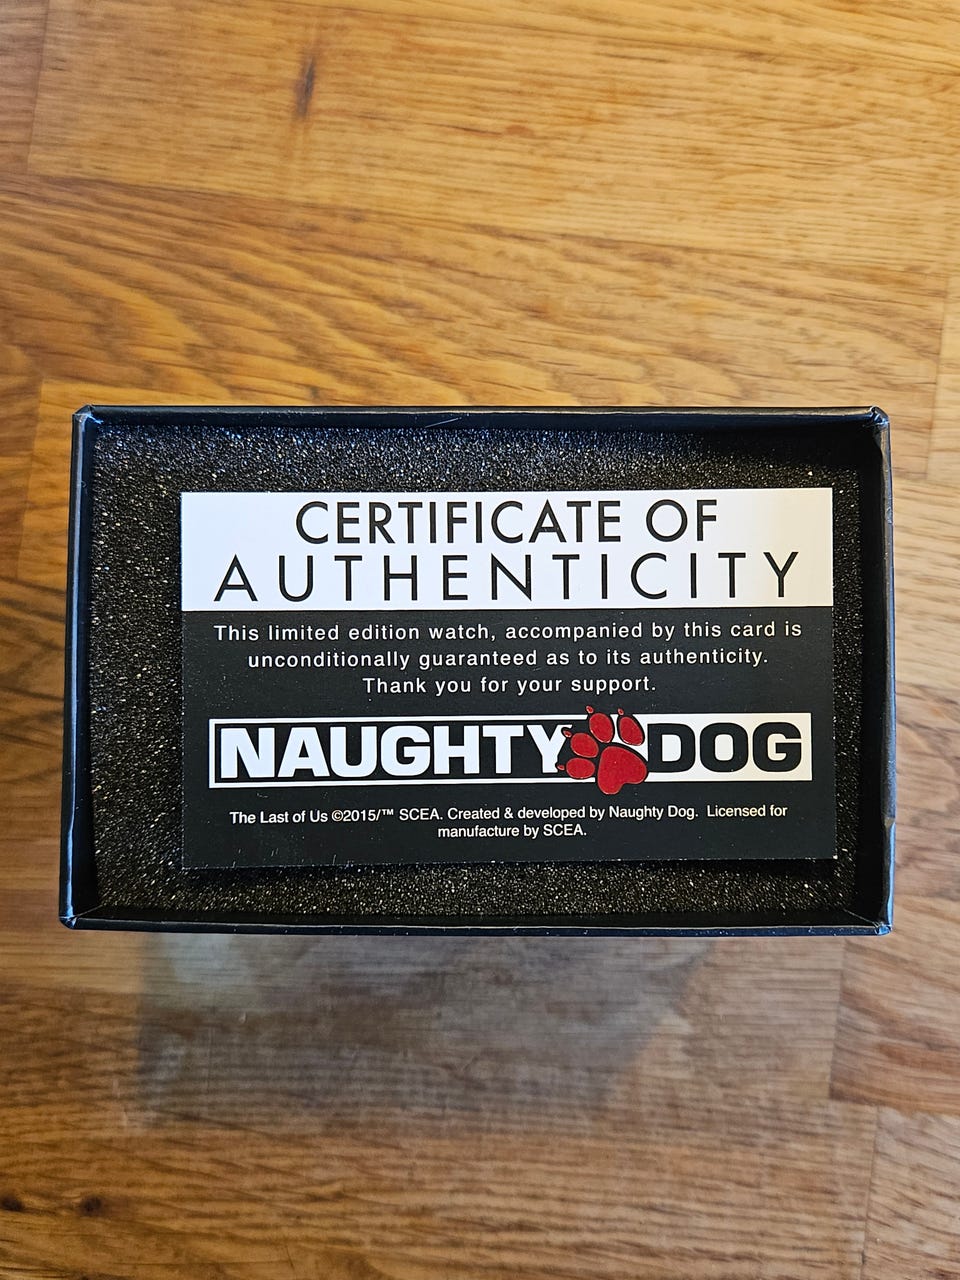 CERTIFICATE OF
AUTHENTICITY
This limited edition watch, accompanied by this card is
unconditionally guaranteed as to its authenticity.
Thank you for your support.
NAUGHTY DOG
The Last of Us ©2015/™ SCEA. Created & developed by Naughty Dog. Licensed for
manufacture by SCEA.